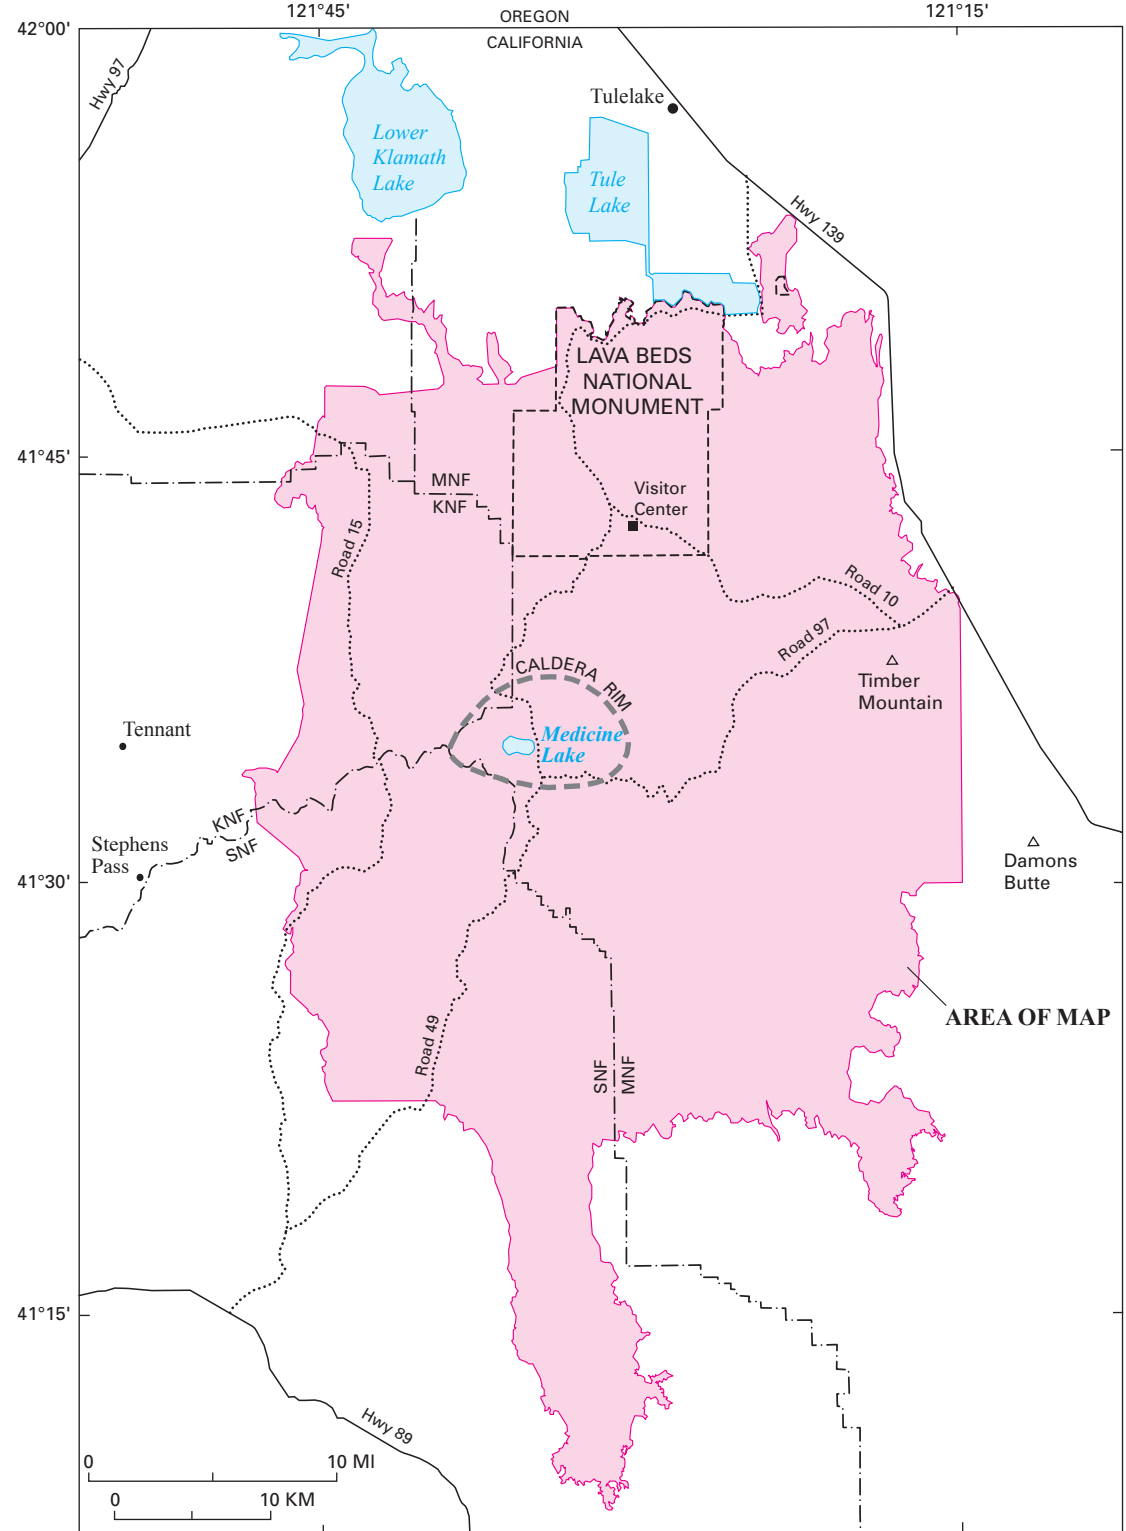 121°45'
121°15'
42°00'
OREGON
CALIFORNIA
Hwy 97
Tulelake
Lower
Klamath
Lake
Tule
Lake
Hwy 139
LAVA BEDS
NATIONAL
MONUMENT
41°45'
MNF
KNF
Visitor
Center
Road 15
Road 10
Road 97
CALDERA RIM
Timber
Mountain
Tennant
Medicine
Lake
KNF
SNF
Stephens
Pass
Damons
Butte
41°30'
AREA OF MAP
Road 49
SNF
MNF
41°15'
Hwy 89
0
10 MI
0
10 KM